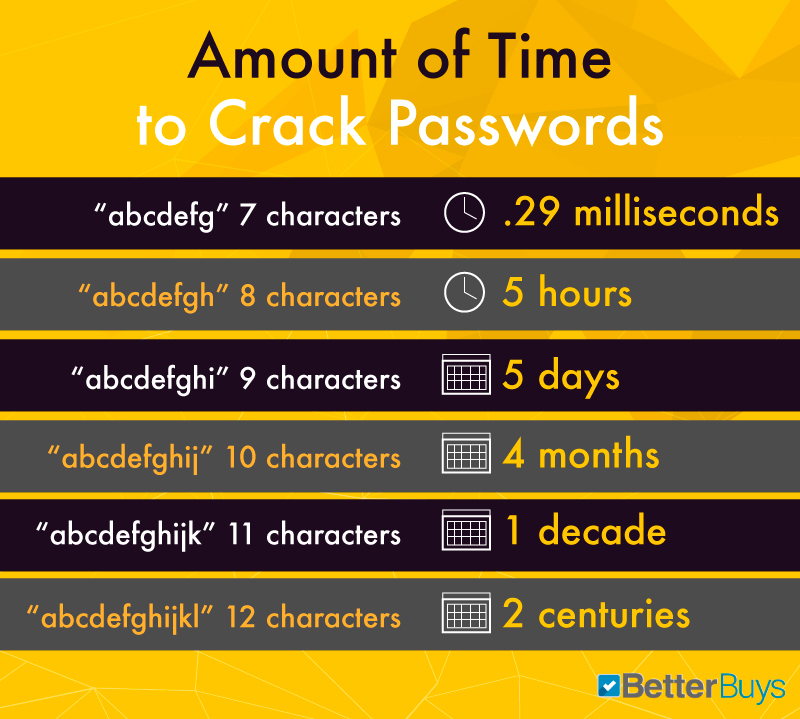 Amount of Time
to Crack Passwords
“abcdefg” 7 characters .29 milliseconds
“abcdefgh” 8 characters 5 hours
“abcdefghi” 9 characters 5 days
“abcdefghij” 10 characters 4 months
“abcdefghijk” 11 characters 1 decade
“abcdefghijkl” 12 characters 2 centuries
BetterBuys